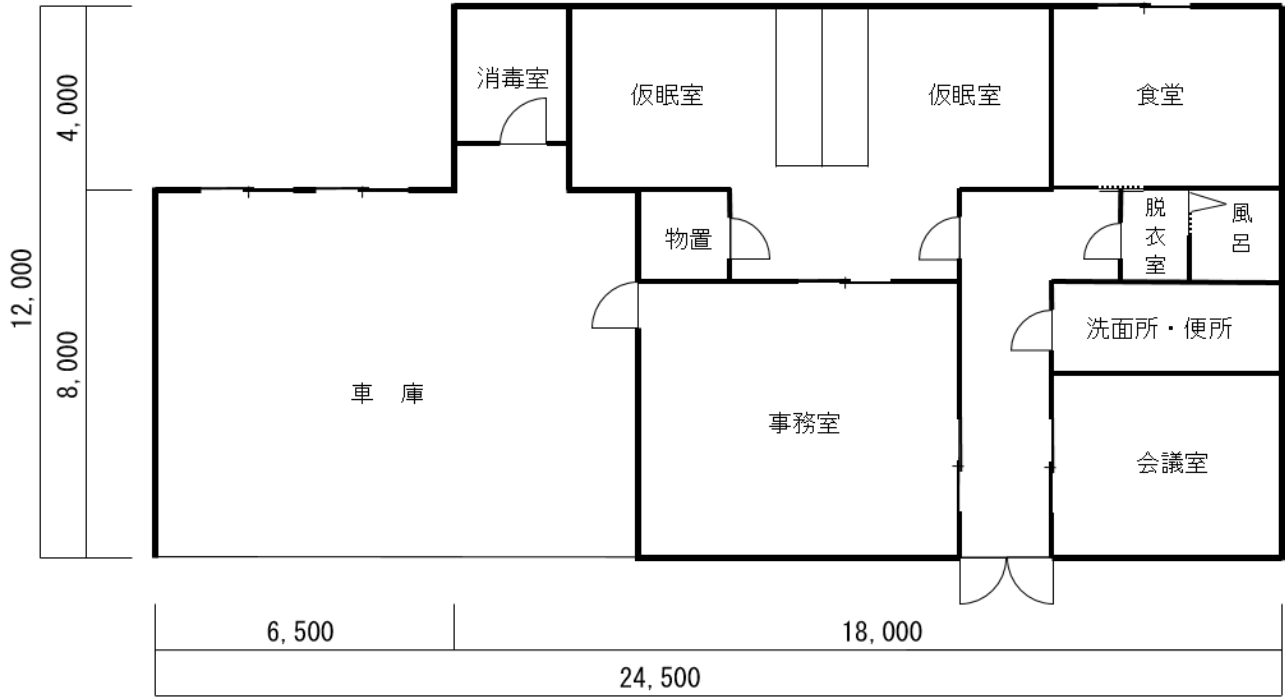 消毒室
仮眠室
仮眠室
食堂
4,000
物置
脱衣室
風呂
12,000
8,000
洗面所・便所
車　庫
事務室
会議室
6,500
18,000
24,500